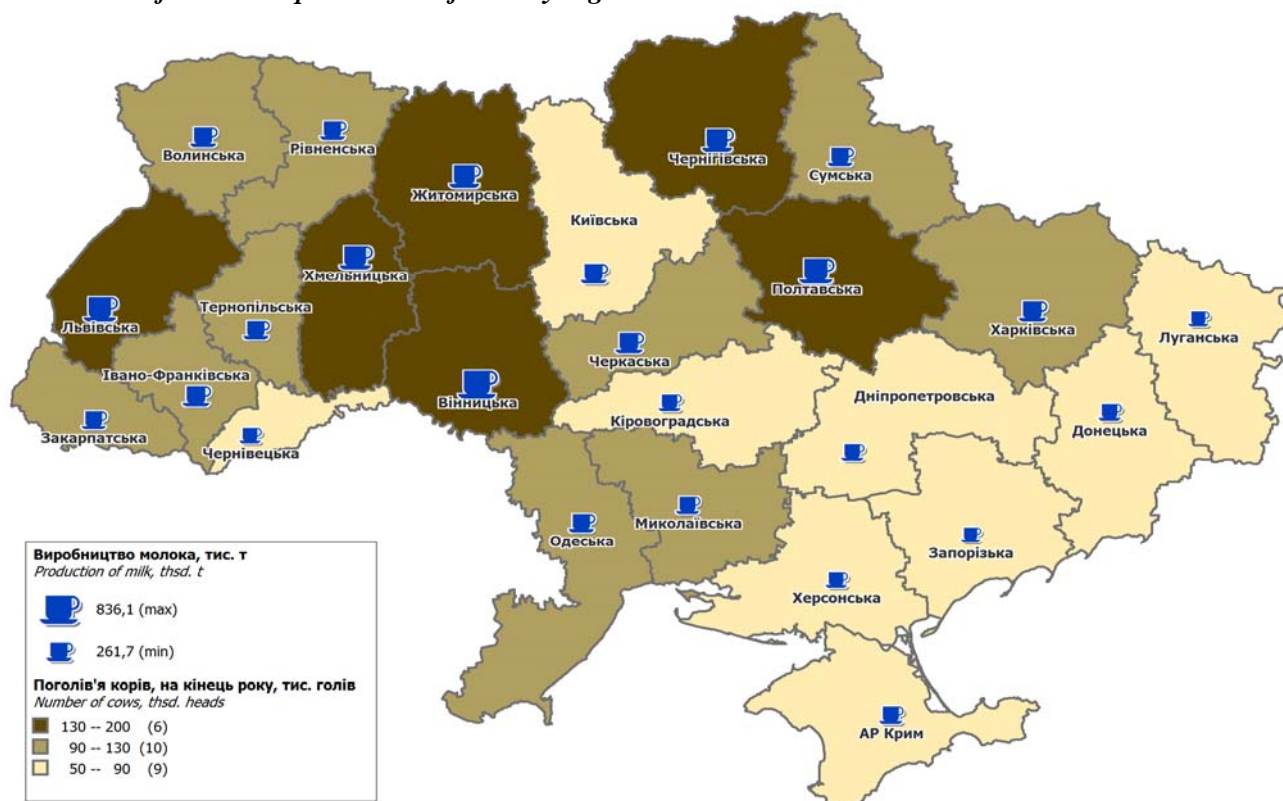 Чернігівська
Сумська
Волинська
Рівненська
Житомирська
Київська
Хмельницька
Полтавська
Харківська
Луганська
Львівська
Тернопільська
Черкаська
Івано-Франківська
Вінницька
Кіровоградська
Дніпропетровська
Донецька
Закарпатська
Чернівецька
Миколаївська
Одеська
Запорізька
Херсонська
АР Крим
Виробництво молока, тис. т
Production of milk, thsd. t
836,1 (max)
261,7 (min)
Поголів'я корів, на кінець року, тис. голів
Number of cows, thsd. heads
130 -- 200 (6)
90 -- 130 (10)
50 -- 90 (9)